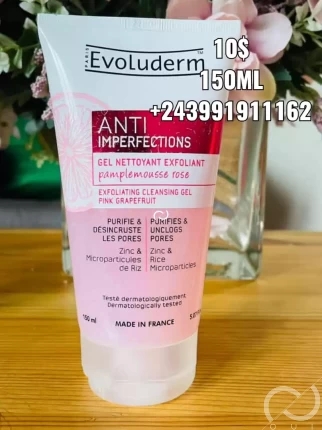 PARIS
Evoluderm™
10$
150ML
+243991911162
ANTI
IMPERFECTIONS
GEL NETTOYANT EXFOLIANT
pamplemousse rose
EXFOLIATING CLEANSING GEL
PINK GRAPEFRUIT
PURIFIE &
DÉSINCRUSTE
LES PORES
Zinc &
Microparticules
de Riz
PURIFIES &
UNCLOGS
PORES
Zinc &
Rice
Microparticles
Testé dermatologiquement
Dermatologically tested
150 ml
MADE IN FRANCE